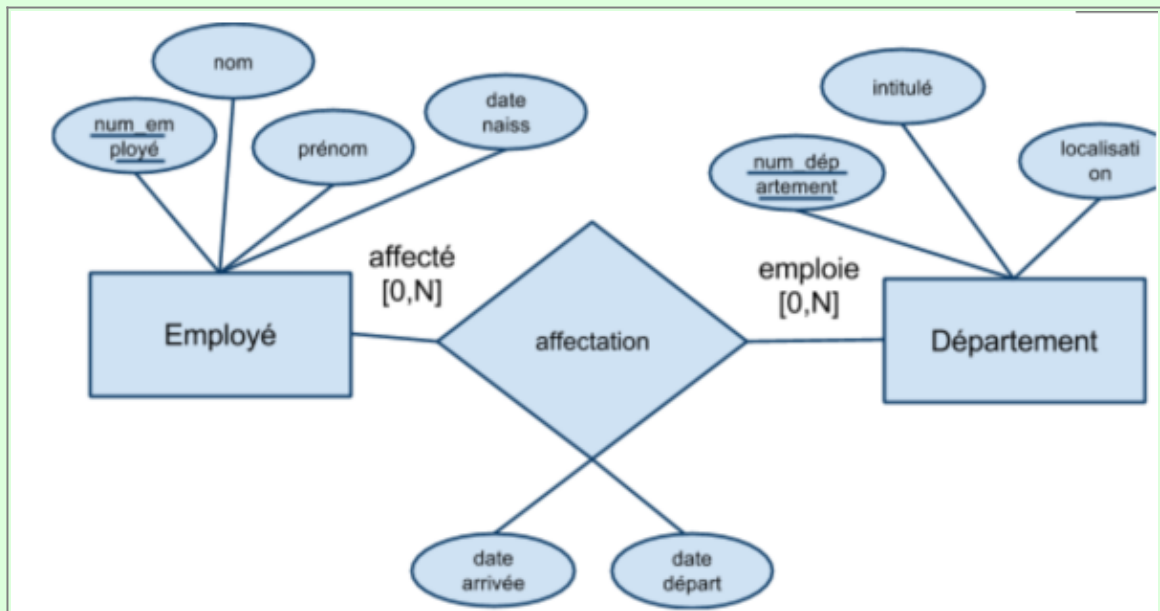 nom
num_em
ployé
prénom
date
naiss
intitulé
num_dép
artement
localisati
on
affecté
[0,N]
emploie
[0,N]
Employé
affectation
Département
date
arrivée
date
départ